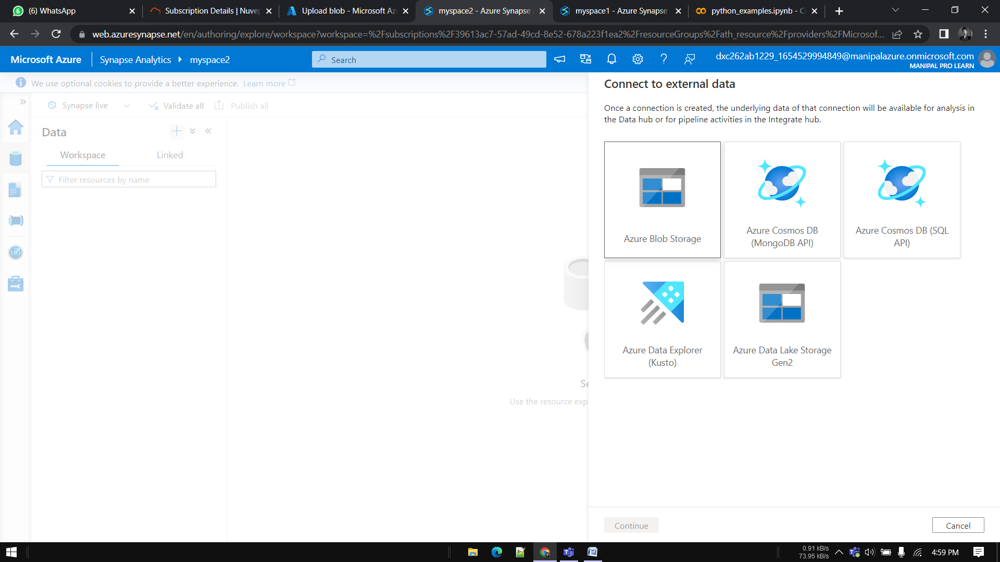 6 (6) WhatsApp
Subscription Details | Nuvep
Upload blob - Microsoft Az
myspace2 - Azure Synapse
myspace1 - Azure Synapse
python_examples.ipynb - C
web.azuresynapse.net/en/authoring/explore/workspace?workspace=%2Fsubscriptions%2F39613ac7-57ad-49cd-8e52-678a223f1ea2%2FresourceGroups%2Fath_resource%2Fproviders%2FMicrosof...
Microsoft Azure
Synapse Analytics
myspace2
Search
dxc262ab1229_1654529994849@manipalazure.onmicrosoft.com
MANIPAL PRO LEARN
We use optional cookies to provide a better experience. Learn more
Synapse live
Validate all
Publish all
Data
Workspace
Linked
Filter resources by name
Se
Use the resource exp
Connect to external data
Once a connection is created, the underlying data of that connection will be available for analysis in
the Data hub or for pipeline activities in the Integrate hub.
Azure Blob Storage
Azure Cosmos DB
(MongoDB API)
Azure Cosmos DB (SQL
API)
Azure Data Explorer
(Kusto)
Azure Data Lake Storage
Gen2
Continue
Cancel
0.91 kB/s
73.95 kB/s
4:59 PM